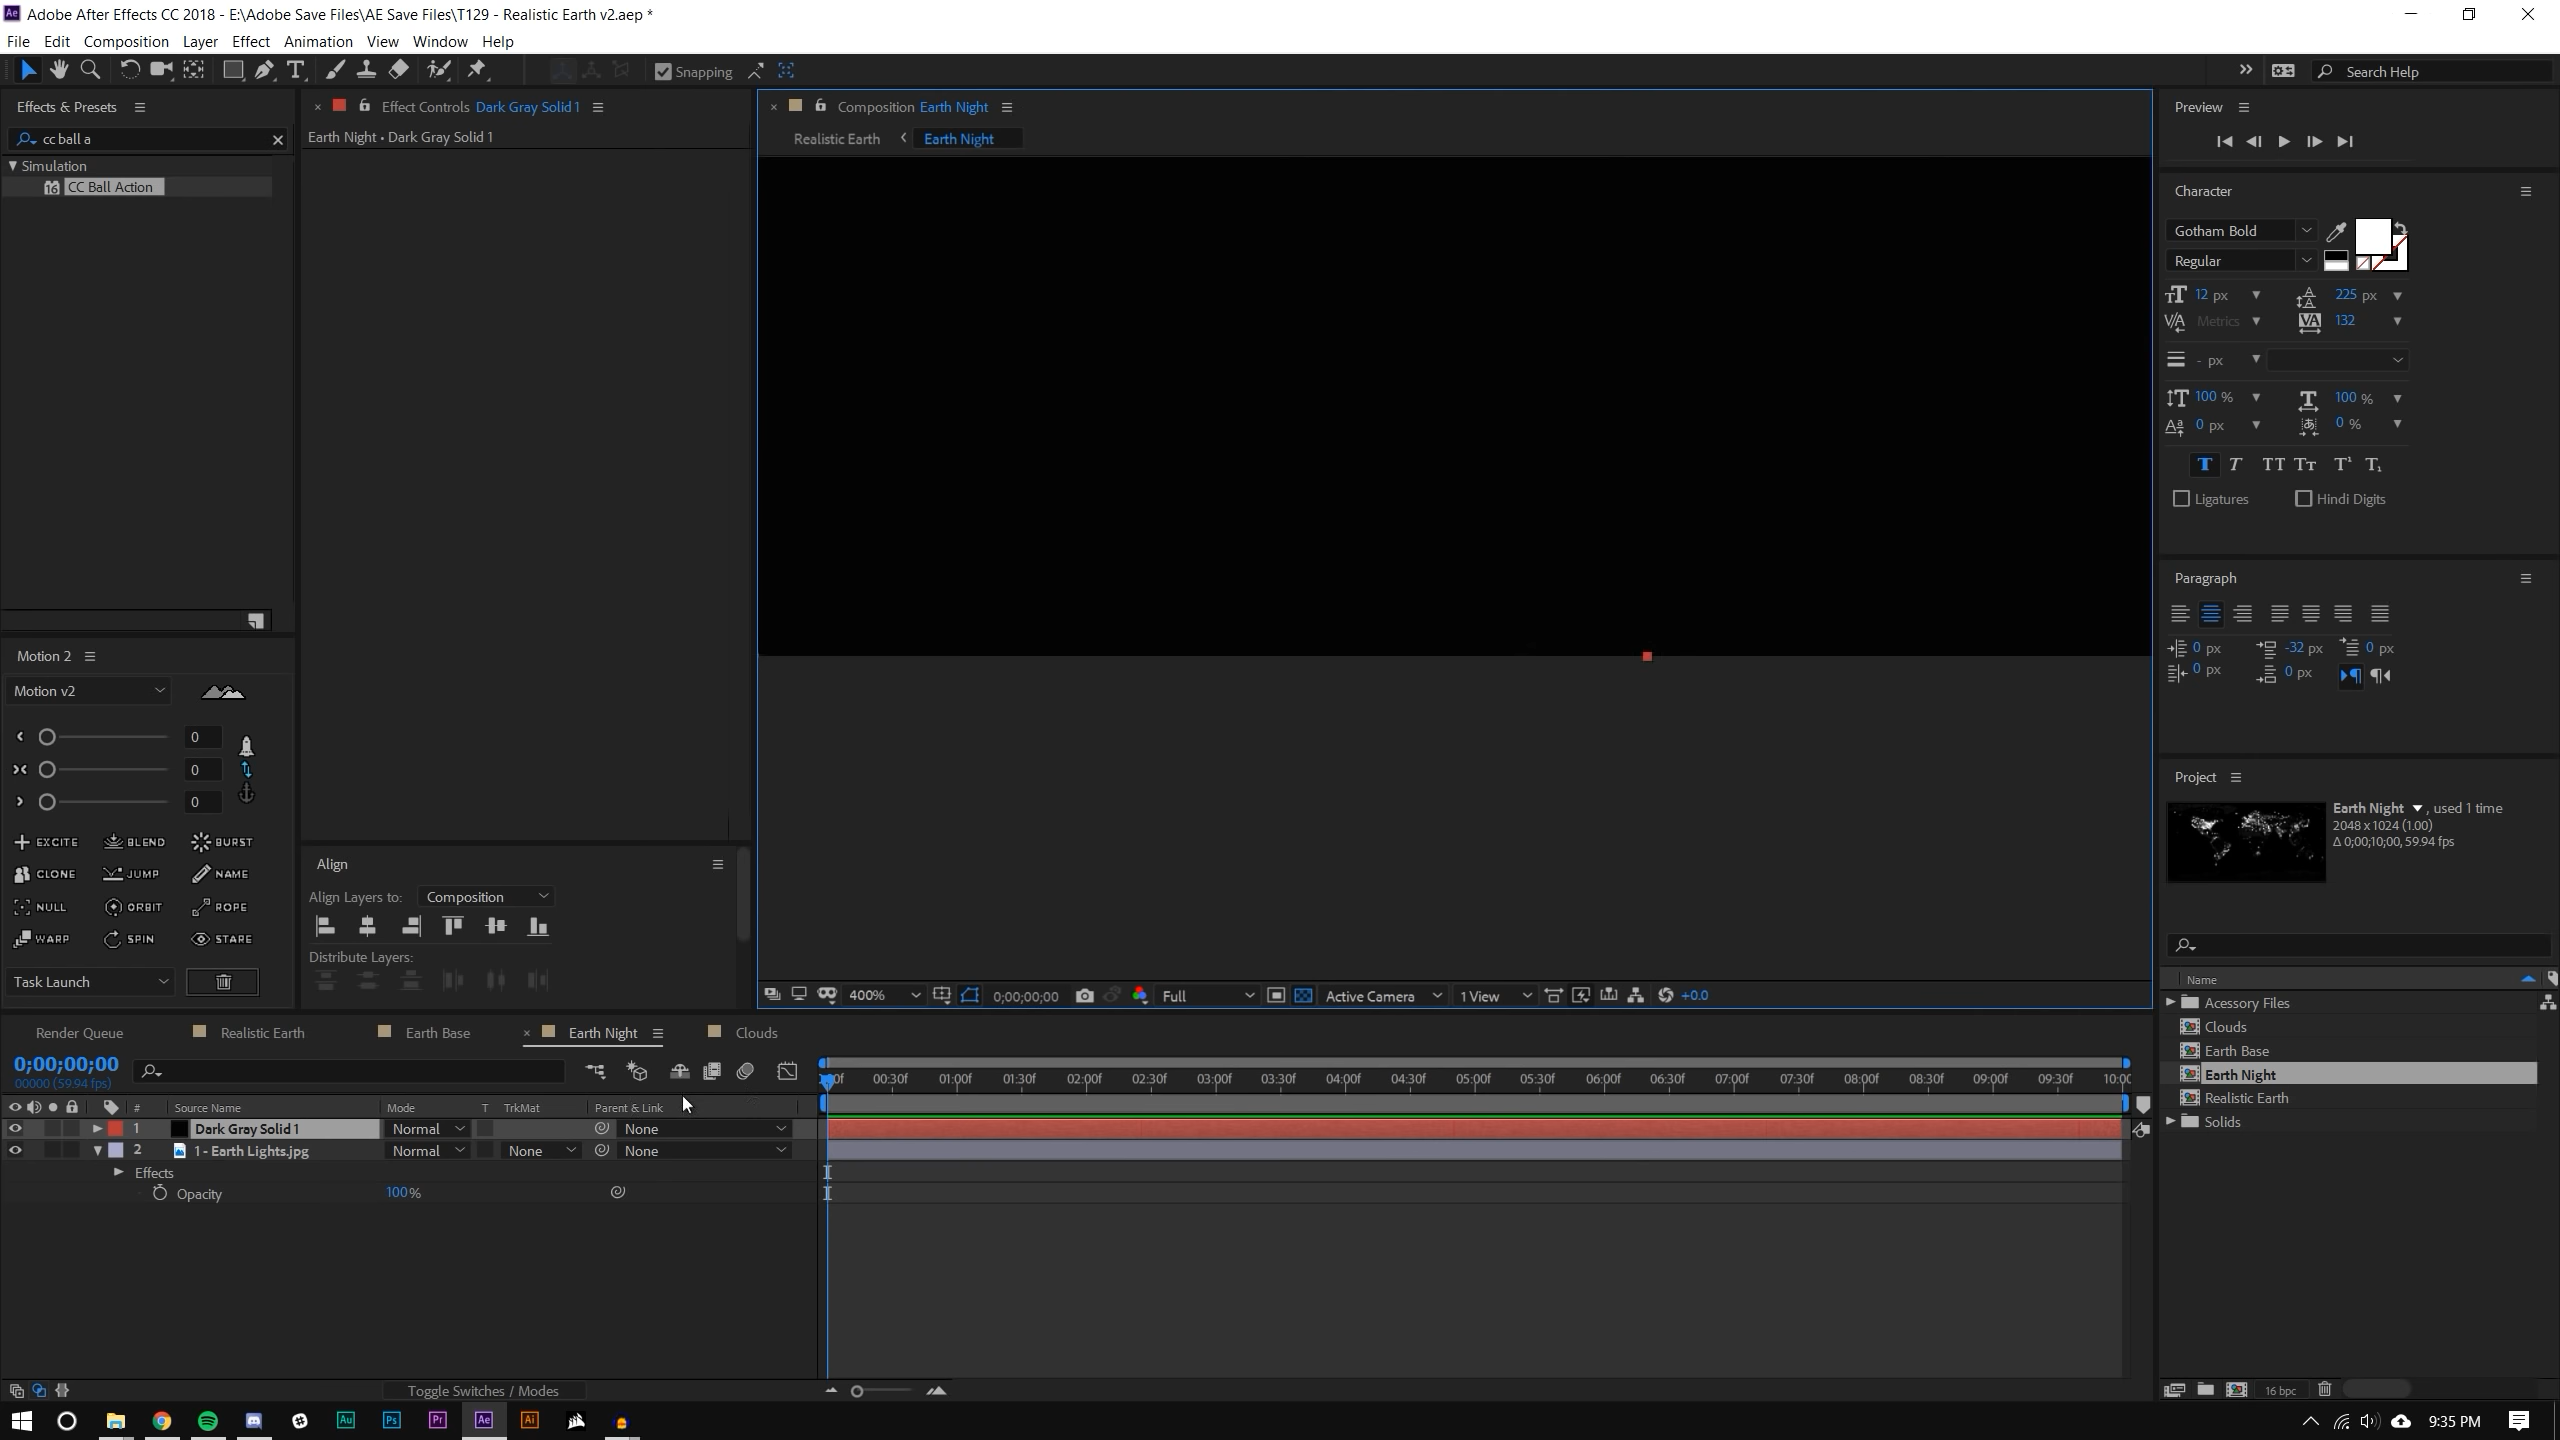 Adobe After Effects CC 2018 - E:\Adobe Save Files\AE Save Files\T129 - Realistic Earth v2.aep *
File Edit Composition Layer Effect Animation View Window Help
Snapping
Search Help
Effects & Presets
cc ball a
Simulation
16 CC Ball Action
Effect Controls Dark Gray Solid 1
Earth Night • Dark Gray Solid 1
Composition Earth Night
Realistic Earth Earth Night
Preview
Character
Gotham Bold
Regular
12 px 225 px
Metrics 132
- px
100 % 100 %
0 px 0 %
T T TT Tt T¹ T₁
Ligatures Hindi Digits
Paragraph
0 px -32 px 0 px
0 px 0 px
Motion 2
Motion v2
0
0
0
EXCITE BLEND BURST
CLONE JUMP NAME
NULL ORBIT ROPE
WARP SPIN STARE
Task Launch
Align
Align Layers to: Composition
Distribute Layers:
400% 0;00;00;00 Full Active Camera 1 View +0.0
Project
Earth Night , used 1 time
2048 x 1024 (1.00)
Δ 0;00;10;00, 59.94 fps
Name
Acessory Files
Clouds
Earth Base
Earth Night
Realistic Earth
Solids
16 bpc
Render Queue Realistic Earth Earth Base Earth Night Clouds
0;00;00;00
00000 (59.94 fps)
00:30f 01:00f 01:30f 02:00f 02:30f 03:00f 03:30f 04:00f 04:30f 05:00f 05:30f 06:00f 06:30f 07:00f 07:30f 08:00f 08:30f 09:00f 09:30f
# Source Name Mode T TrkMat Parent & Link
1 Dark Gray Solid 1 Normal None
2 1 - Earth Lights.jpg Normal None None
Effects
Opacity 100%
Toggle Switches / Modes
Au Ps Pr Ae Ai
9:35 PM